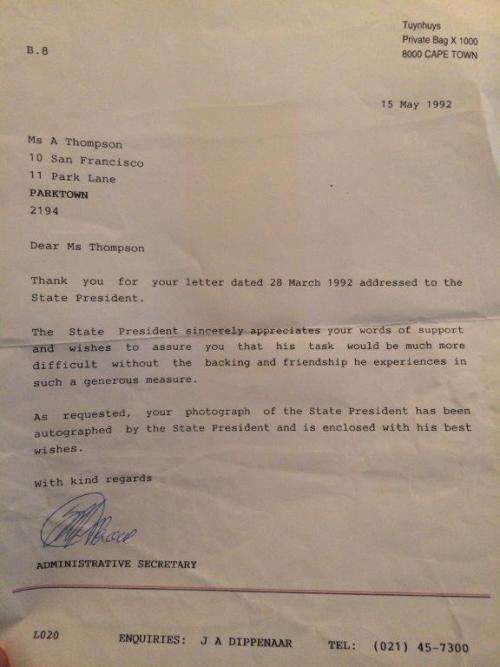 Tuynhuys
Private Bag X 1000
8000 CAPE TOWN
B.8
15 May 1992
Ms A Thompson
10 San Francisco
11 Park Lane
PARKTOWN
2194
Dear Ms Thompson
Thank you for your letter dated 28 March 1992 addressed to the
State President.
The State President sincerely appreciates your words of support
and wishes to assure you that his task would be much more
difficult without the backing and friendship he experiences in
such a generous measure.
As requested, your photograph of the State President has been
autographed by the State President and is enclosed with his best
wishes.
With kind regards
ADMINISTRATIVE SECRETARY
L020
ENQUIRIES: J A DIPPENAAR
TEL: (021) 45-7300